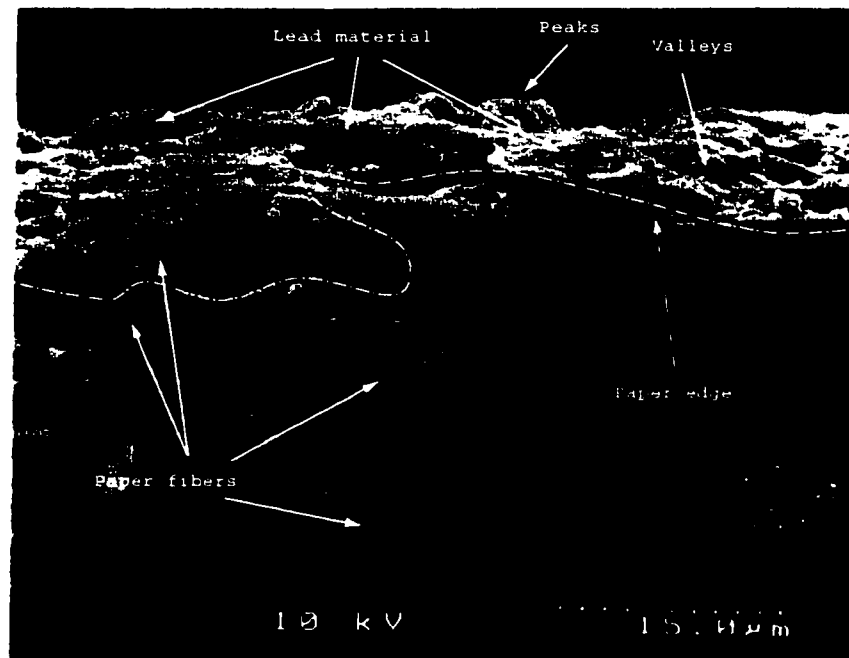 Peaks
Lead material
Valleys
Paper edge
Paper fibers
10 kV
15.0µm